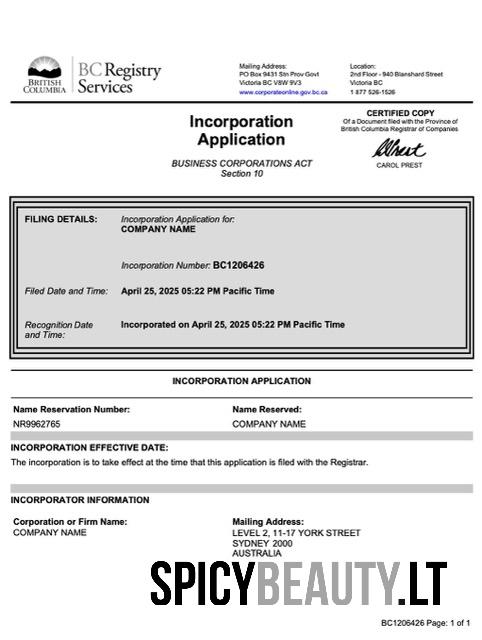 BRITISH
COLUMBIA
BC Registry
Services
Mailing Address:
PO Box 9431 Stn Prov Govt
Victoria BC V8W 9V3
www.corporateonline.gov.bc.ca
Location:
2nd Floor - 940 Blanshard Street
Victoria BC
1 877 526-1526
Incorporation
Application
BUSINESS CORPORATIONS ACT
Section 10
CERTIFIED COPY
Of a Document filed with the Province of
British Columbia Registrar of Companies
CAROL PREST
FILING DETAILS:
Incorporation Application for:
COMPANY NAME
Incorporation Number: BC1206426
Filed Date and Time: April 25, 2025 05:22 PM Pacific Time
Recognition Date
and Time:
Incorporated on April 25, 2025 05:22 PM Pacific Time
INCORPORATION APPLICATION
Name Reservation Number:
NR9962765
Name Reserved:
COMPANY NAME
INCORPORATION EFFECTIVE DATE:
The incorporation is to take effect at the time that this application is filed with the Registrar.
INCORPORATOR INFORMATION
Corporation or Firm Name:
COMPANY NAME
Mailing Address:
LEVEL 2, 11-17 YORK STREET
SYDNEY 2000
AUSTRALIA
SPICYBEAUTY.LT
BC1206426 Page: 1 of 1